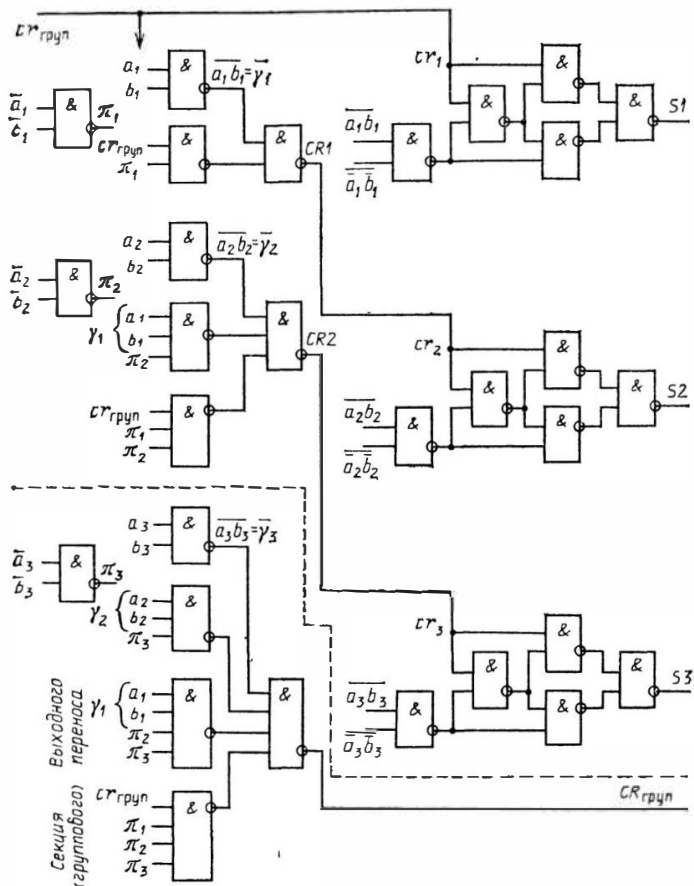 cr груп
a1
b1
&
a1b1=γ1
ā1
b̄1
&
π1
cr груп
π1
&
&
CR1
cr1
&
&
&
&
S1
a1b1
ā1b̄1
&
a2
b2
&
a2b2=γ2
ā2
b̄2
&
π2
γ1
a1
b1
π2
&
&
CR2
cr груп
π1
π2
&
cr2
&
&
&
&
S2
a2b2
ā2b̄2
&
a3
b3
&
a3b3=γ3
ā3
b̄3
&
π3
γ2
a2
b2
π3
&
γ1
a1
b1
π2
π3
&
&
cr груп
π1
π2
π3
&
cr3
&
&
&
&
S3
a3b3
ā3b̄3
&
CR груп
Секция
(группового)
Выходного
переноса